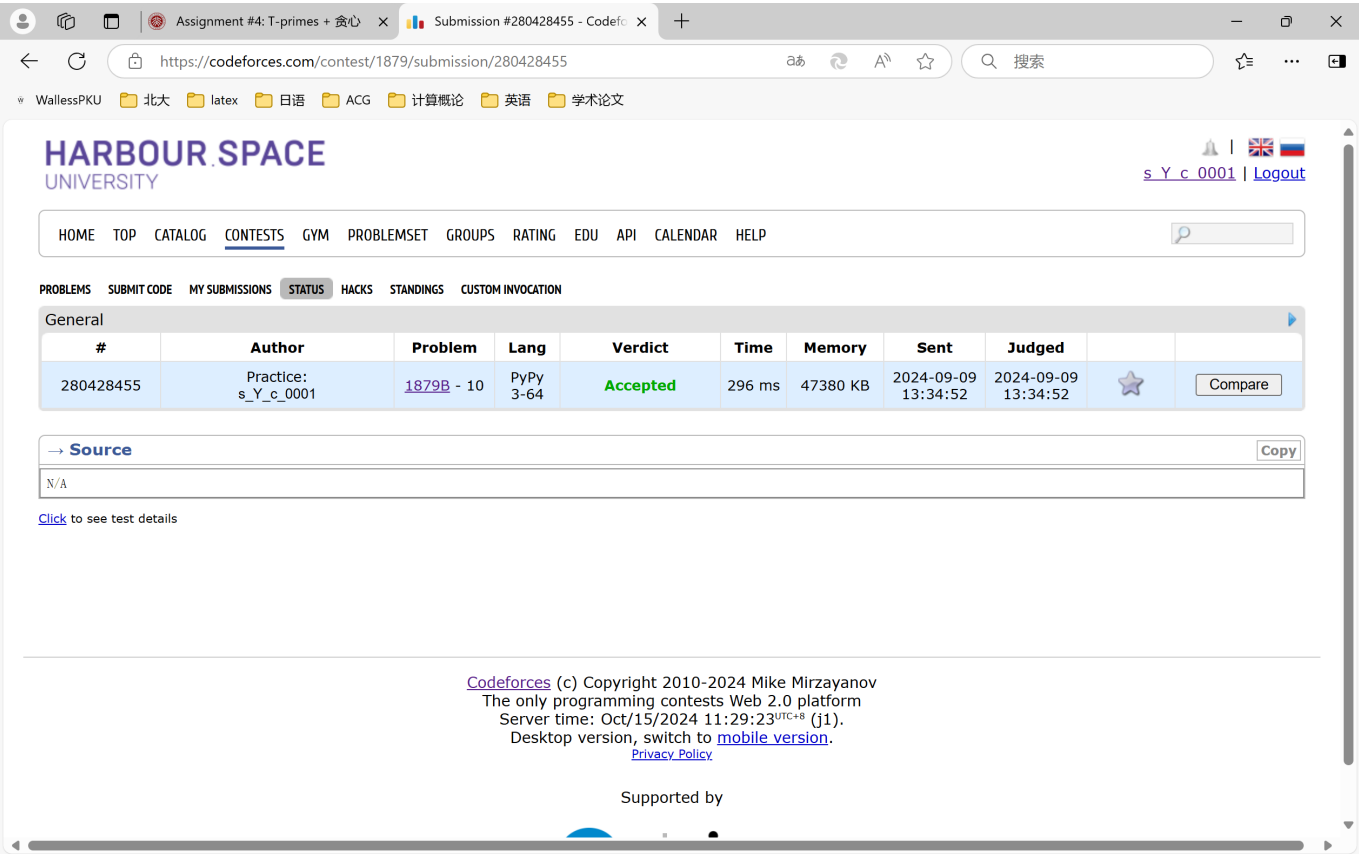 Assignment #4: T-primes + 贪心
Submission #280428455 - Codefo
https://codeforces.com/contest/1879/submission/280428455
搜索
WallessPKU 北大 latex 日语 ACG 计算概论 英语 学术论文
HARBOUR.SPACE
UNIVERSITY
s_Y_c_0001 | Logout
HOME TOP CATALOG CONTESTS GYM PROBLEMSET GROUPS RATING EDU API CALENDAR HELP
PROBLEMS SUBMIT CODE MY SUBMISSIONS STATUS HACKS STANDINGS CUSTOM INVOCATION
General
# Author Problem Lang Verdict Time Memory Sent Judged
280428455 Practice: s_Y_c_0001 1879B - 10 PyPy 3-64 Accepted 296 ms 47380 KB 2024-09-09 13:34:52 2024-09-09 13:34:52 Compare
→ Source Copy
N/A
Click to see test details
Codeforces (c) Copyright 2010-2024 Mike Mirzayanov
The only programming contests Web 2.0 platform
Server time: Oct/15/2024 11:29:23UTC+8 (j1).
Desktop version, switch to mobile version.
Privacy Policy
Supported by